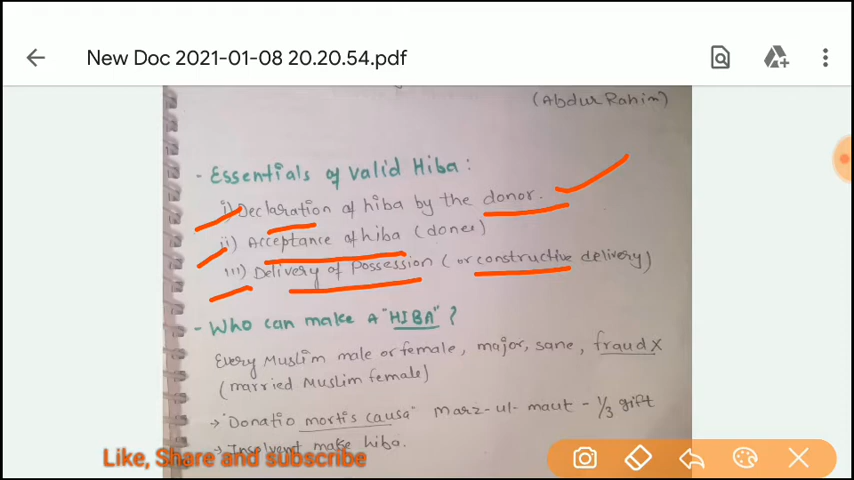 New Doc 2021-01-08 20.20.54.pdf
(Abdur Rahim)
- Essentials of valid Hiba:
i) Declaration of hiba by the donor.
ii) Acceptance of hiba (donee)
iii) Delivery of Possession (or constructive delivery)
- Who can make a "HIBA"?
Every Muslim male or female, major, sane, fraud X
(married Muslim female)
→ "Donatio mortis causa" Marz-ul-maut - 1/3 gift
→ Insolvent make hiba.
Like, Share and subscribe